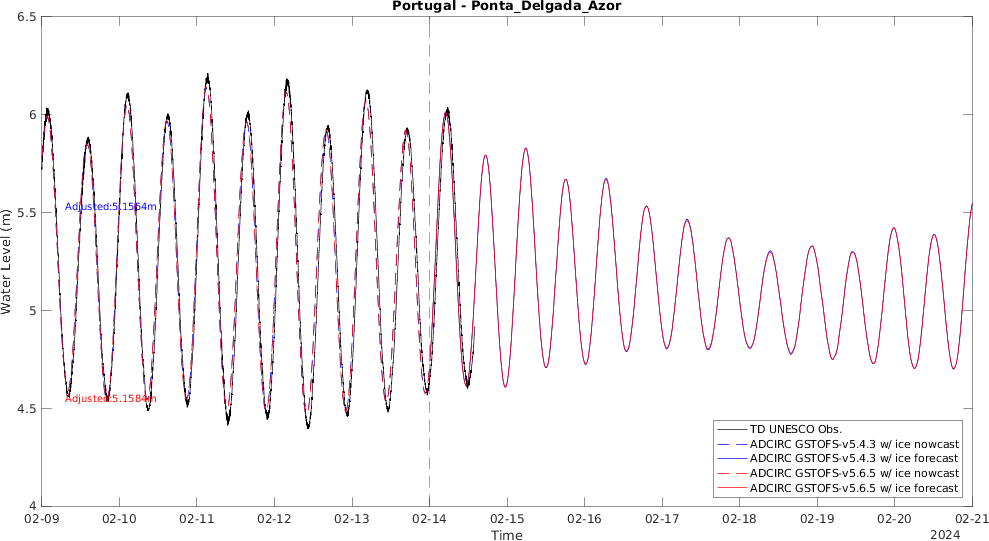 Portugal - Ponta_Delgada_Azor
6.5
6
5.5
5
4.5
4
Water Level (m)
Adjusted:5.1564m
Adjusted:5.1584m
TD UNESCO Obs.
ADCIRC GSTOFS-v5.4.3 w/ ice nowcast
ADCIRC GSTOFS-v5.4.3 w/ ice forecast
ADCIRC GSTOFS-v5.6.5 w/ ice nowcast
ADCIRC GSTOFS-v5.6.5 w/ ice forecast
02-09 02-10 02-11 02-12 02-13 02-14 02-15 02-16 02-17 02-18 02-19 02-20 02-21
Time
2024